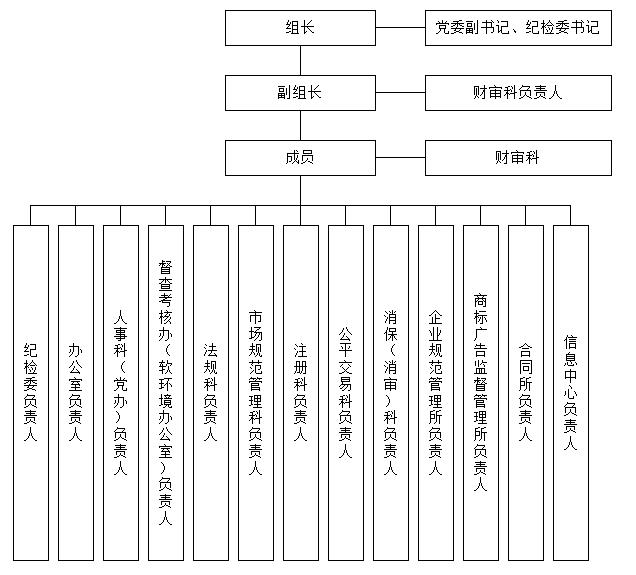 组长
党委副书记、纪检委书记
副组长
财审科负责人
成员
财审科
纪检委负责人
办公室负责人
人事科（党办）负责人
督查考核办（软环境办公室）负责人
法规科负责人
市场规范管理科负责人
注册科负责人
公平交易科负责人
消保（消审）科负责人
企业规范管理所负责人
商标广告监督管理所负责人
合同所负责人
信息中心负责人